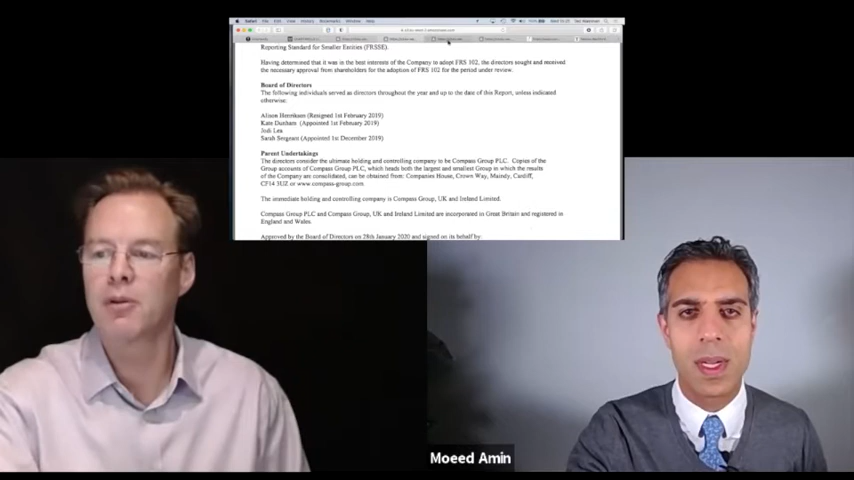 Reporting Standard for Smaller Entities (FRSSE).
Having determined that it was in the best interests of the Company to adopt FRS 102, the directors sought and received
the necessary approval from shareholders for the adoption of FRS 102 for the period under review.
Board of Directors
The following individuals served as directors throughout the year and up to the date of this Report, unless indicated
otherwise:
Alison Henriksen (Resigned 1st February 2019)
Kate Dunham (Appointed 1st February 2019)
Jodi Lea
Sarah Sergeant (Appointed 1st December 2019)
Parent Undertakings
The directors consider the ultimate holding and controlling company to be Compass Group PLC. Copies of the
Group accounts of Compass Group PLC, which heads both the largest and smallest Group in which the results
of the Company are consolidated, can be obtained from: Companies House, Crown Way, Maindy, Cardiff,
CF14 3UZ or www.compass-group.com.
The immediate holding and controlling company is Compass Group, UK and Ireland Limited.
Compass Group PLC and Compass Group, UK and Ireland Limited are incorporated in Great Britain and registered in
England and Wales.
Approved by the Board of Directors on 28th January 2020 and signed on its behalf by:
Moeed Amin